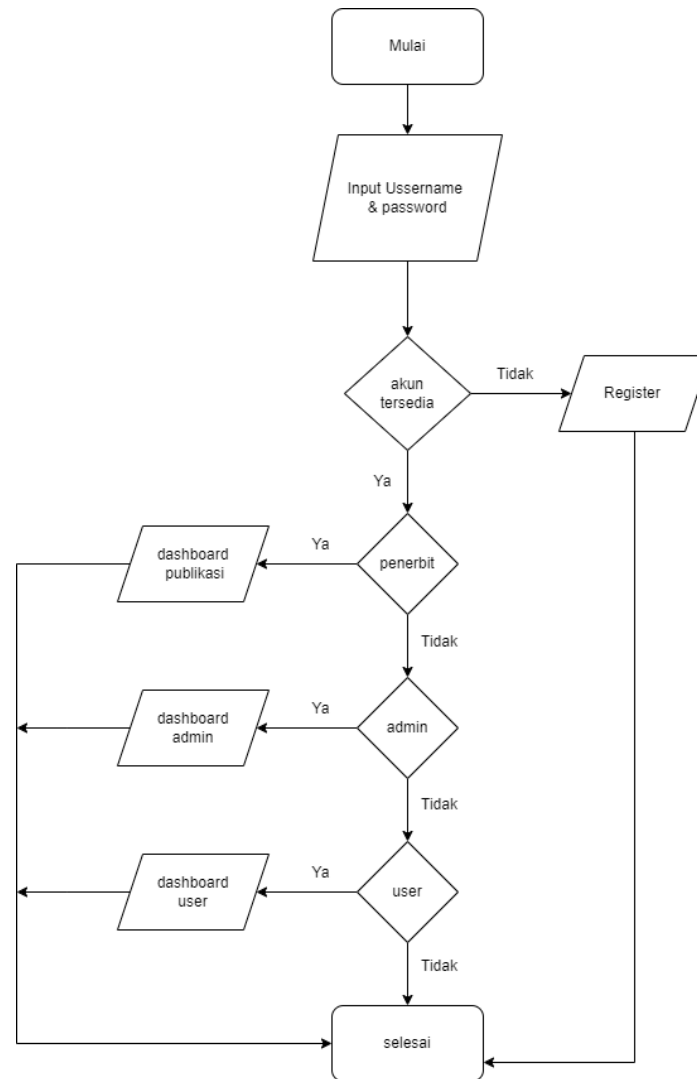 Mulai
Input Ussername
& password
akun
tersedia
Tidak
Register
Ya
dashboard
publikasi
Ya
penerbit
Tidak
dashboard
admin
Ya
admin
Tidak
dashboard
user
Ya
user
Tidak
selesai